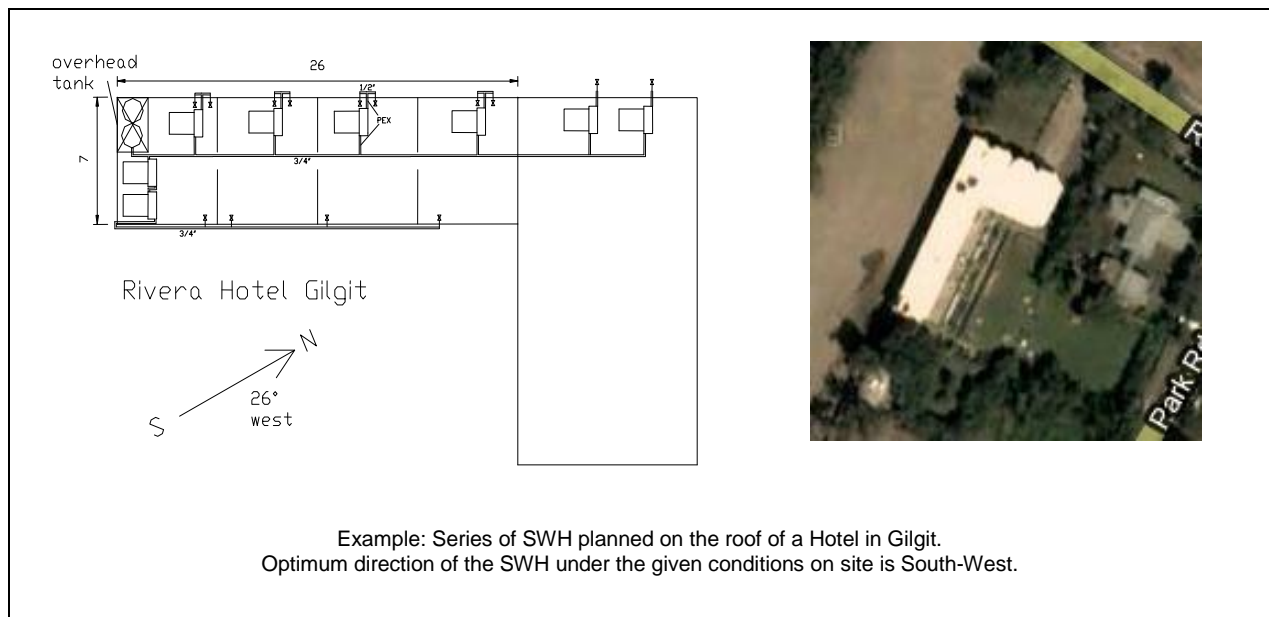 overhead
tank
26
1/2"
PEX
7
3/4"
3/4"
Rivera Hotel Gilgit
N
S
26°
west
R
Park Rd
Example: Series of SWH planned on the roof of a Hotel in Gilgit.
Optimum direction of the SWH under the given conditions on site is South-West.